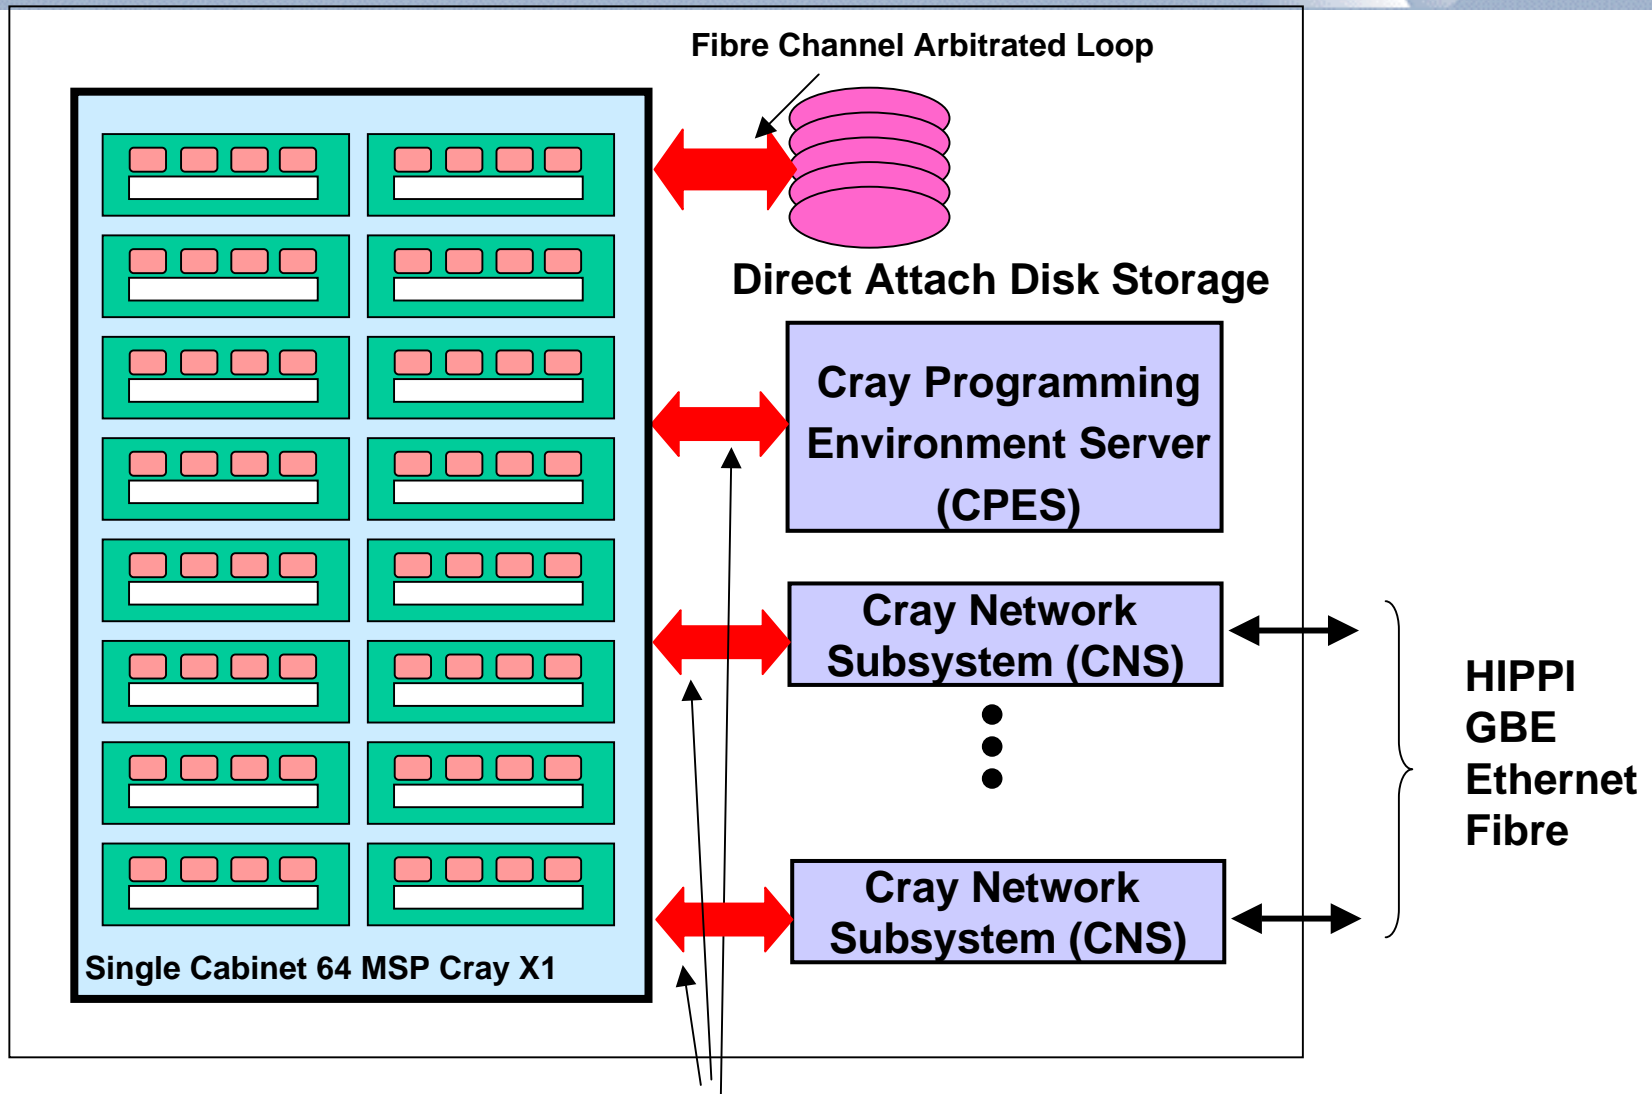 Fibre Channel Arbitrated Loop
Direct Attach Disk Storage
Cray Programming
Environment Server
(CPES)
Cray Network
Subsystem (CNS)
HIPPI
GBE
Ethernet
Fibre
Cray Network
Subsystem (CNS)
Single Cabinet 64 MSP Cray X1